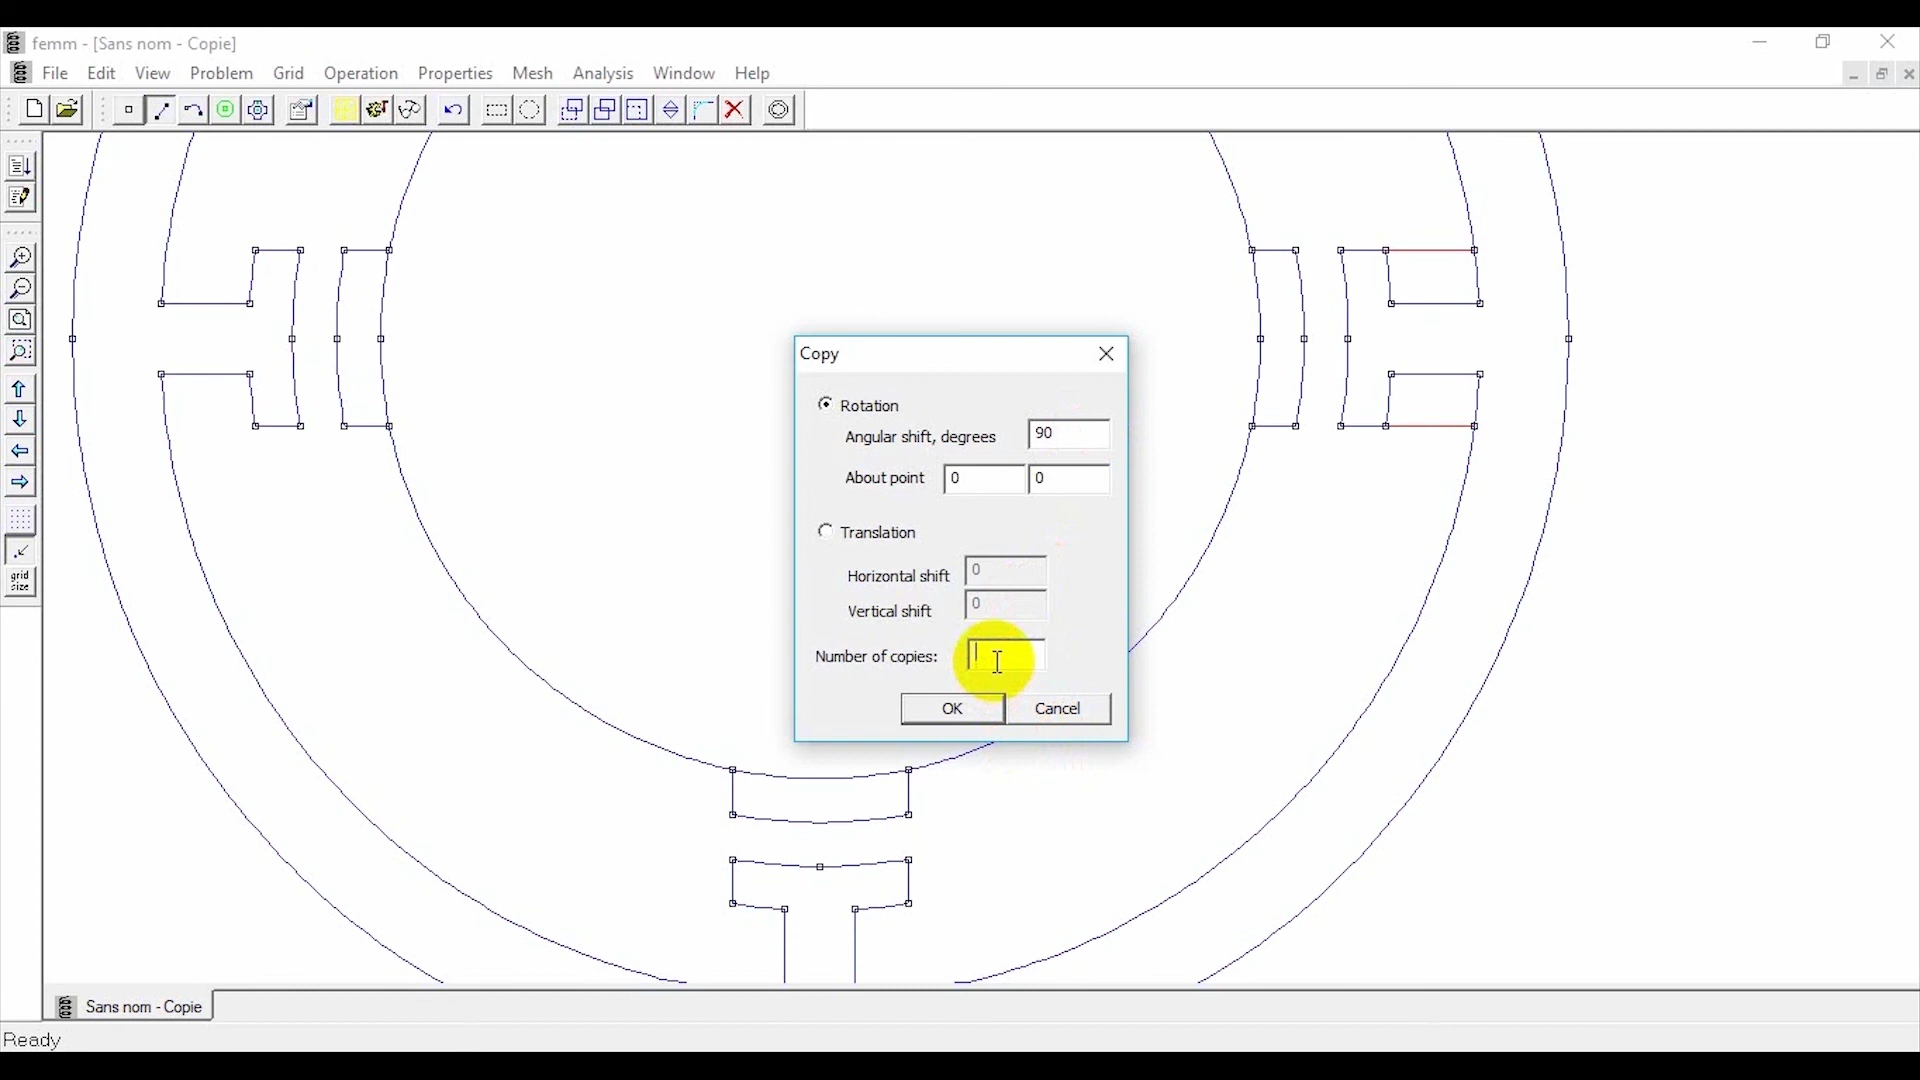 femm - [Sans nom - Copie]
File Edit View Problem Grid Operation Properties Mesh Analysis Window Help
grid
size
Copy
Rotation
Angular shift, degrees 90
About point 0 0
Translation
Horizontal shift 0
Vertical shift 0
Number of copies:
OK Cancel
Sans nom - Copie
Ready